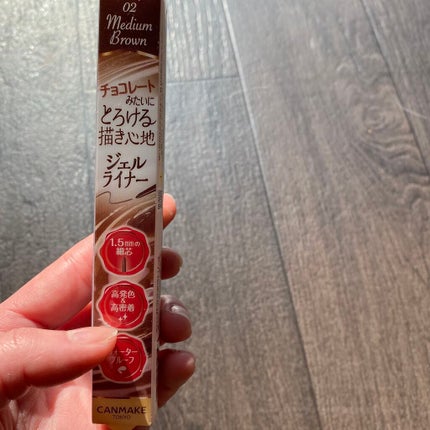 02
Medium
Brown
チョコレート
みたいに
とろける
描き心地
ジェル
ライナー
1.5mmの
細芯
高発色
&
高密着
ォーター
プルーフ
CANMAKE
TOKYO